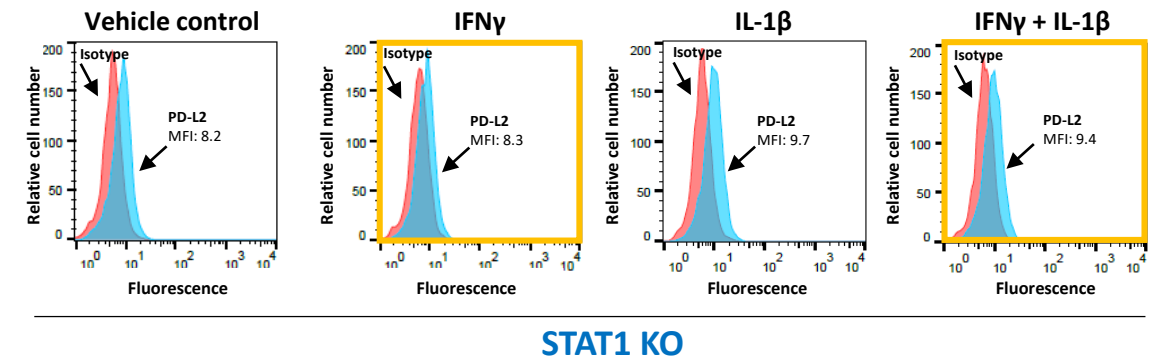 Vehicle control
Relative cell number
200
150
100
50
0
Isotype
PD-L2
MFI: 8.2
10⁰ 10¹ 10² 10³ 10⁴
Fluorescence
IFNγ
Relative cell number
200
150
100
50
0
Isotype
PD-L2
MFI: 8.3
10⁰ 10¹ 10² 10³ 10⁴
Fluorescence
IL-1β
Relative cell number
200
150
100
50
0
Isotype
PD-L2
MFI: 9.7
10⁰ 10¹ 10² 10³ 10⁴
Fluorescence
IFNγ + IL-1β
Relative cell number
200
150
100
50
0
Isotype
PD-L2
MFI: 9.4
10⁰ 10¹ 10² 10³ 10⁴
Fluorescence
STAT1 KO